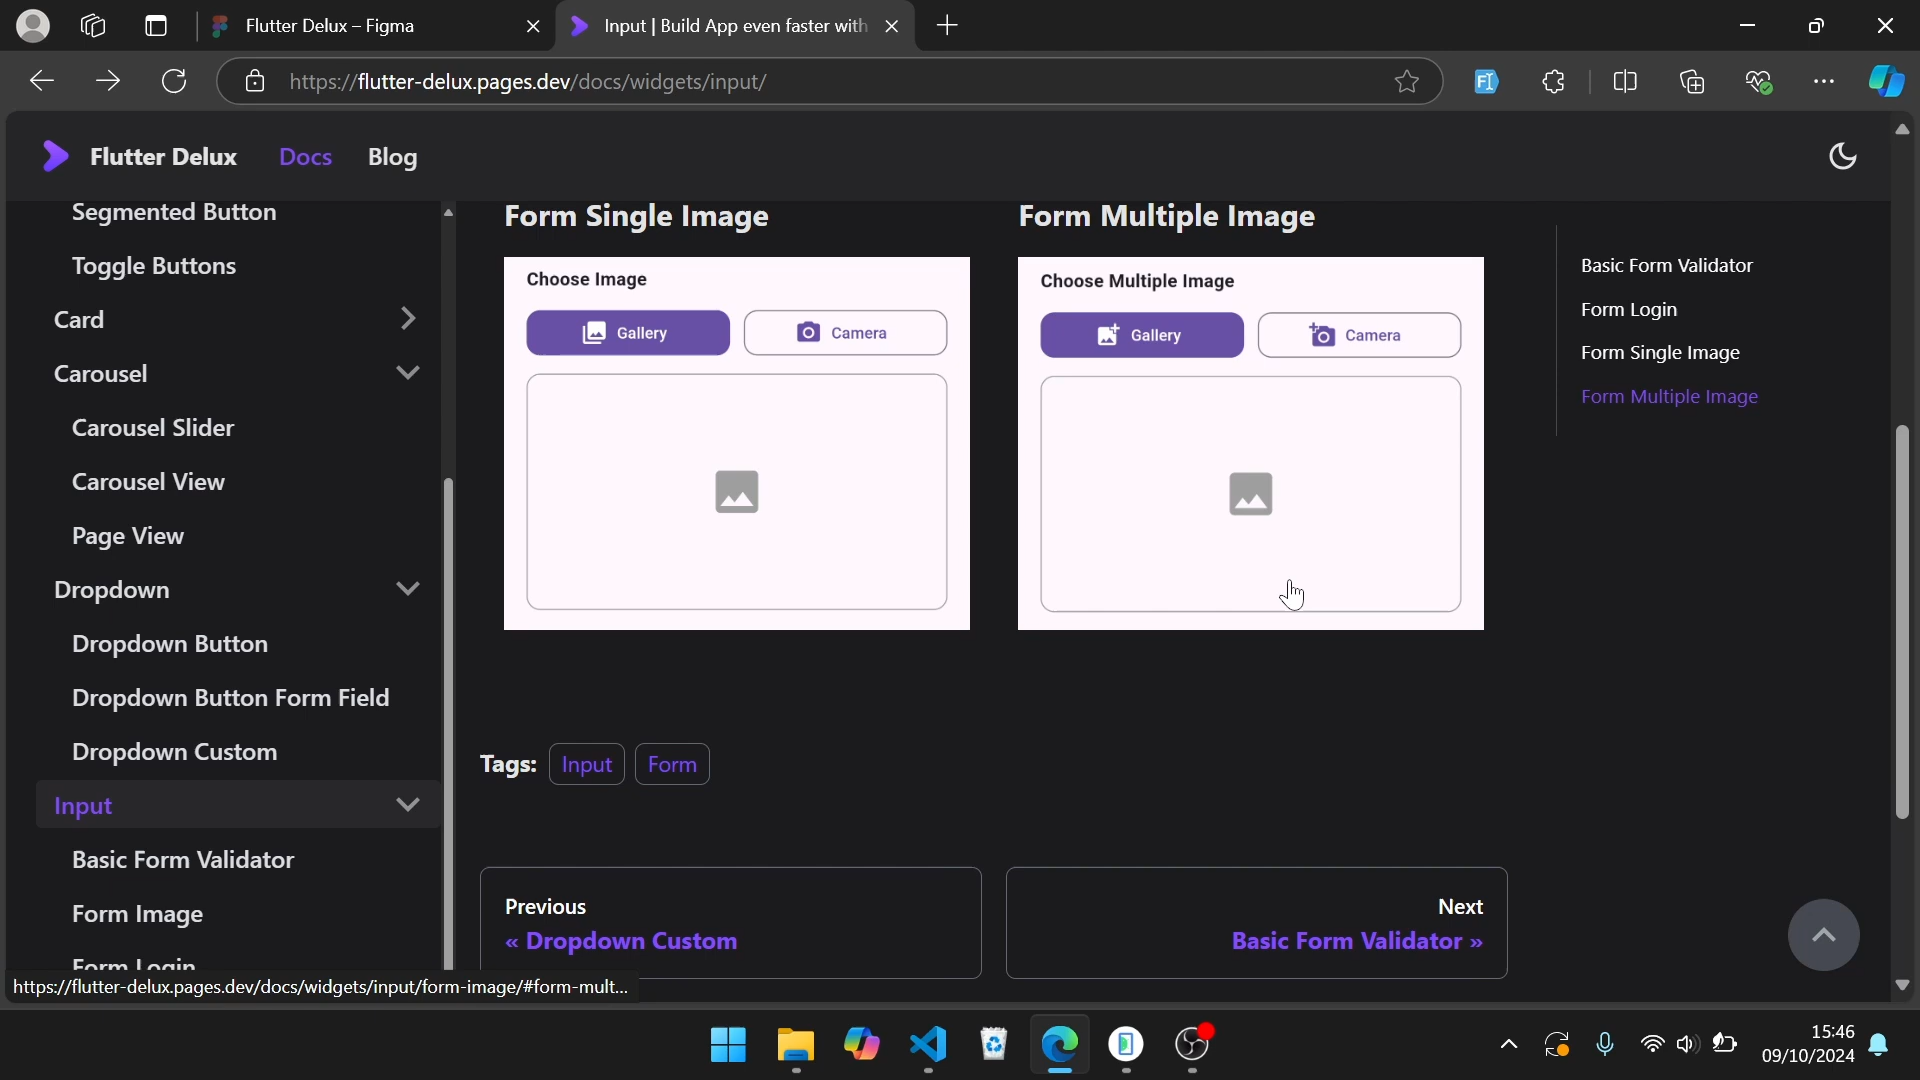 Flutter Delux – Figma
Input | Build App even faster with
https://flutter-delux.pages.dev/docs/widgets/input/
Flutter Delux
Docs
Blog
Segmented Button
Toggle Buttons
Card
Carousel
Carousel Slider
Carousel View
Page View
Dropdown
Dropdown Button
Dropdown Button Form Field
Dropdown Custom
Input
Basic Form Validator
Form Image
Form Login
Form Single Image
Choose Image
Gallery
Camera
Form Multiple Image
Choose Multiple Image
Gallery
Camera
Tags:
Input
Form
Previous
« Dropdown Custom
Next
Basic Form Validator »
Basic Form Validator
Form Login
Form Single Image
Form Multiple Image
https://flutter-delux.pages.dev/docs/widgets/input/form-image/#form-mult...
15:46
09/10/2024